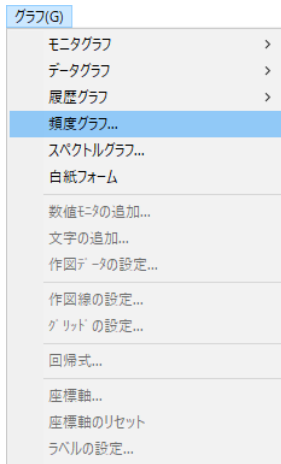 グラフ(G)
モニタグラフ >
データグラフ >
履歴グラフ >
頻度グラフ...
スペクトルグラフ...
白紙フォーム
数値ﾓﾆﾀの追加...
文字の追加...
作図ﾃﾞｰﾀの設定...
作図線の設定...
ｸﾞﾘｯﾄﾞの設定...
回帰式...
座標軸...
座標軸のリセット
ラベルの設定...